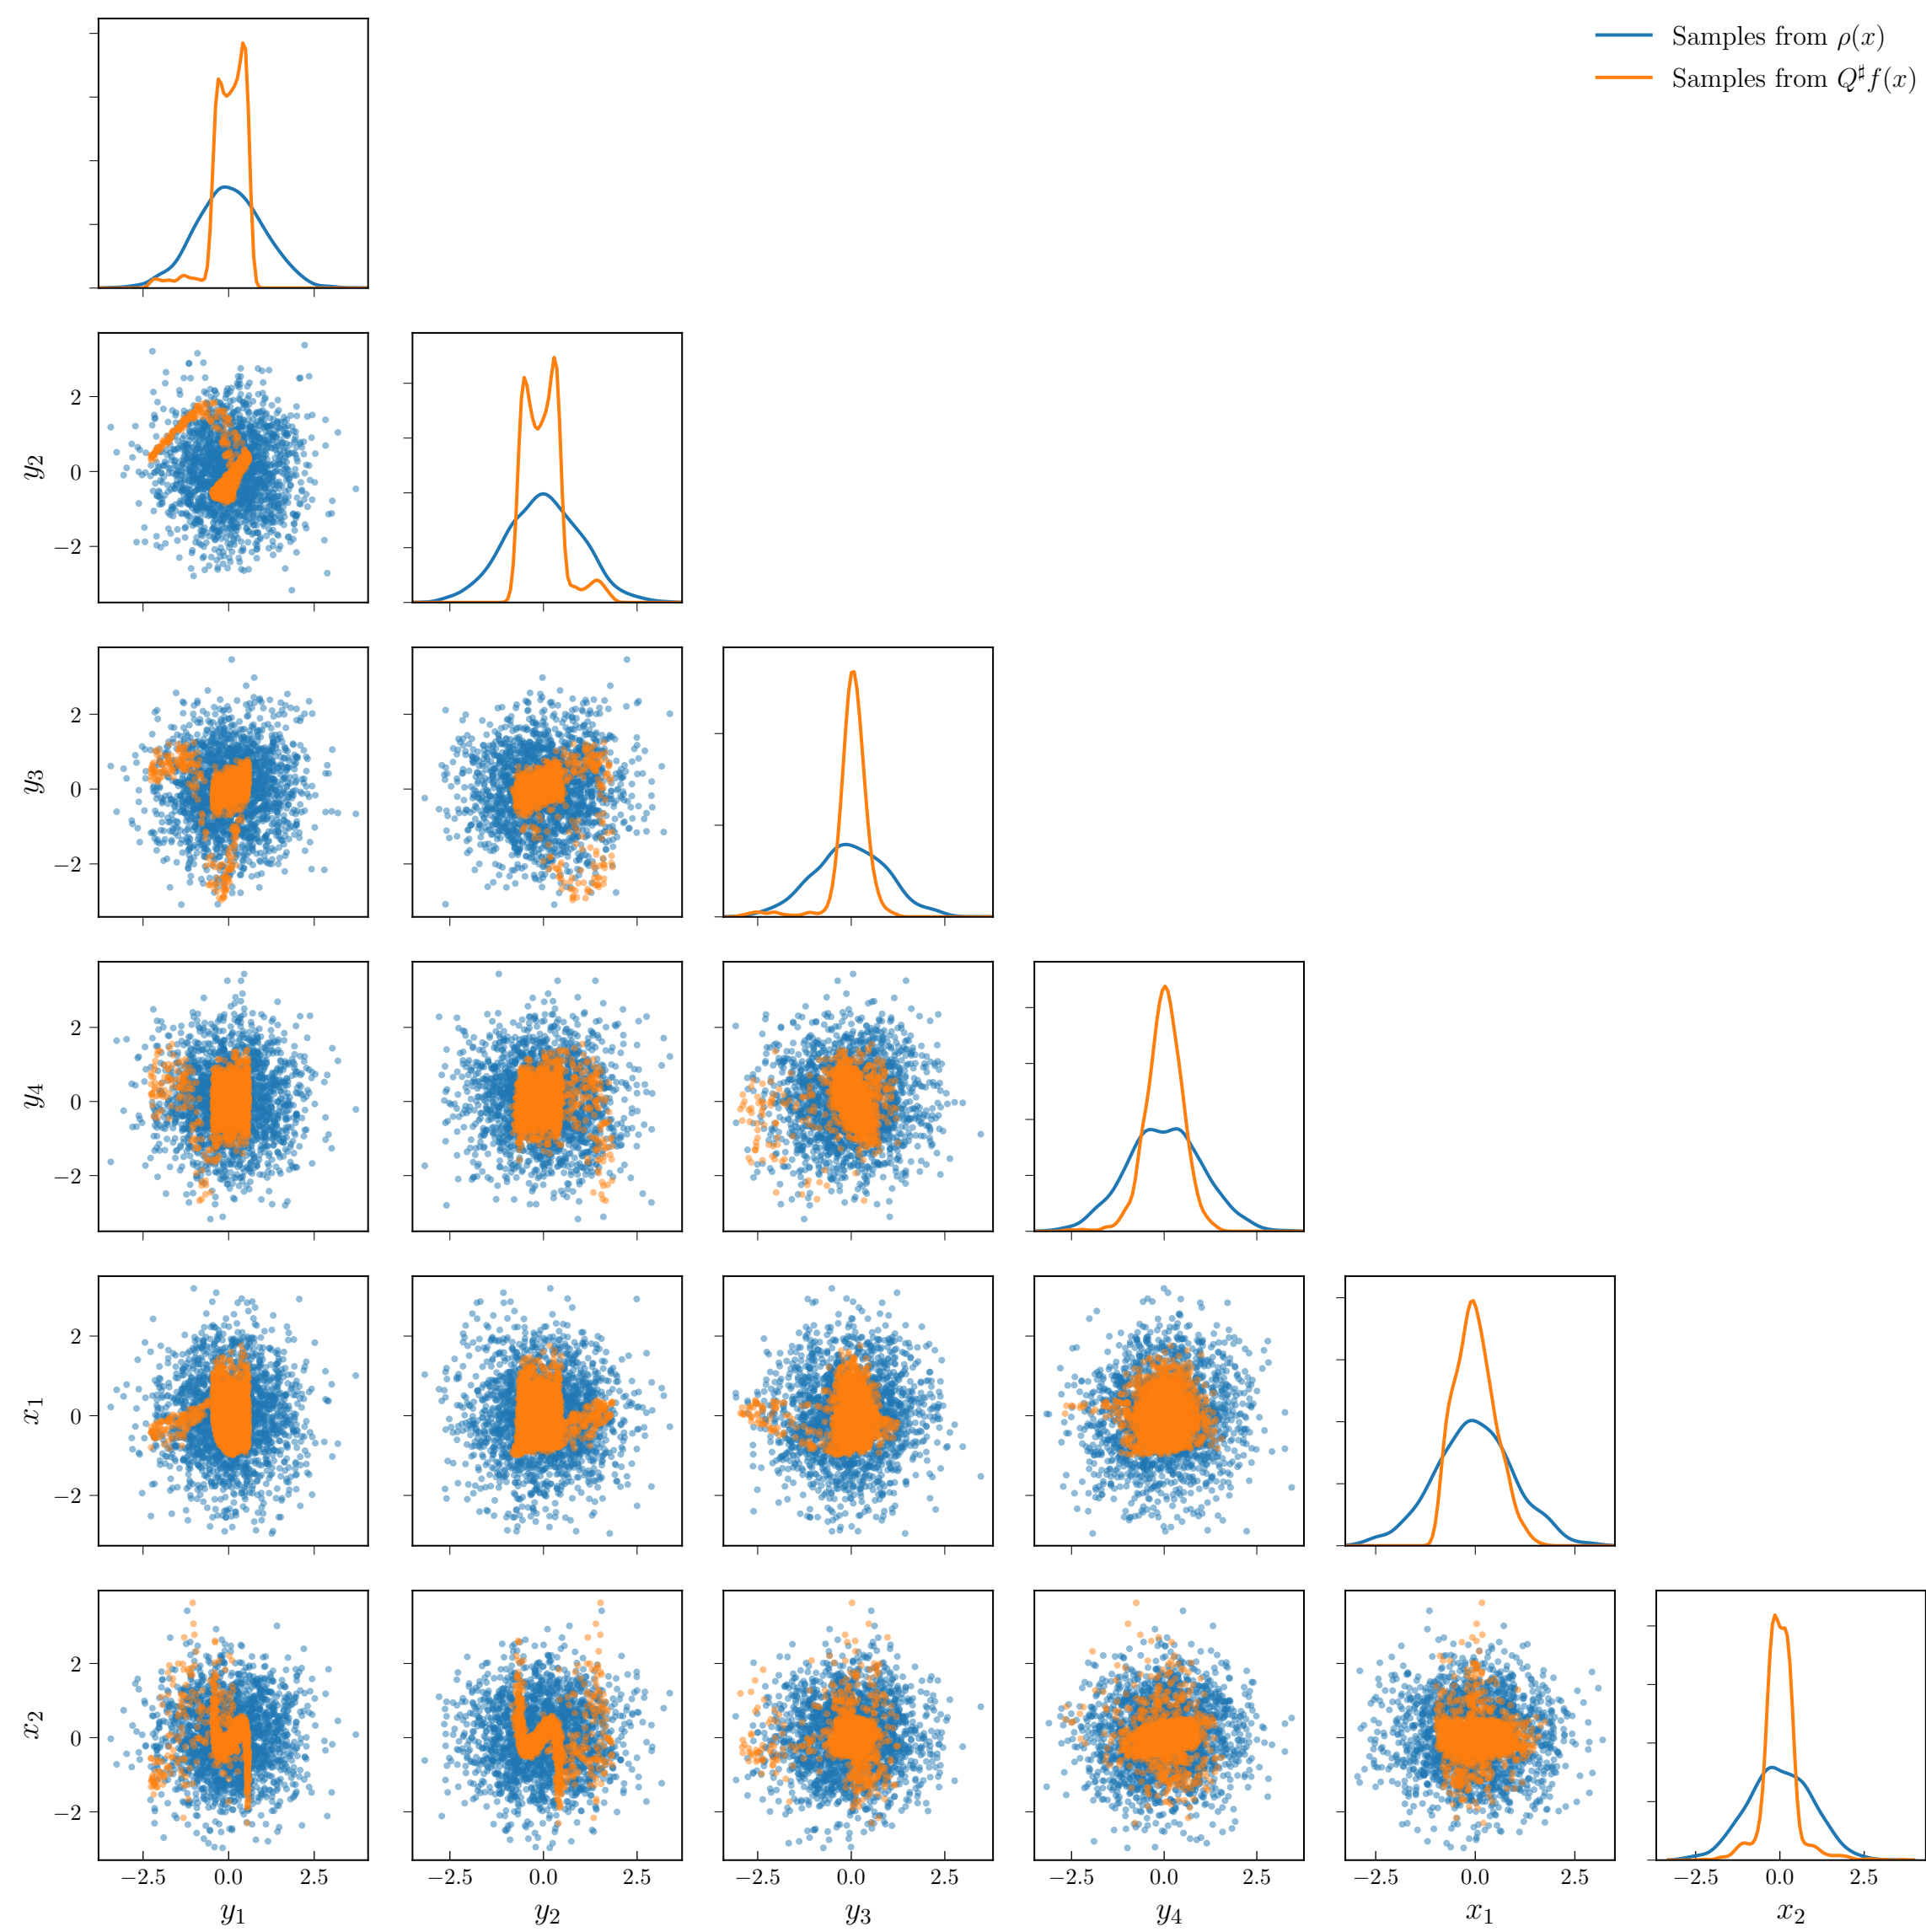 Samples from ρ(x)
Samples from Q♯f(x)
y2
2
0
−2
y3
2
0
−2
y4
2
0
−2
x1
2
0
−2
x2
2
0
−2
−2.5 0.0 2.5 −2.5 0.0 2.5 −2.5 0.0 2.5 −2.5 0.0 2.5 −2.5 0.0 2.5 −2.5 0.0 2.5
y1 y2 y3 y4 x1 x2